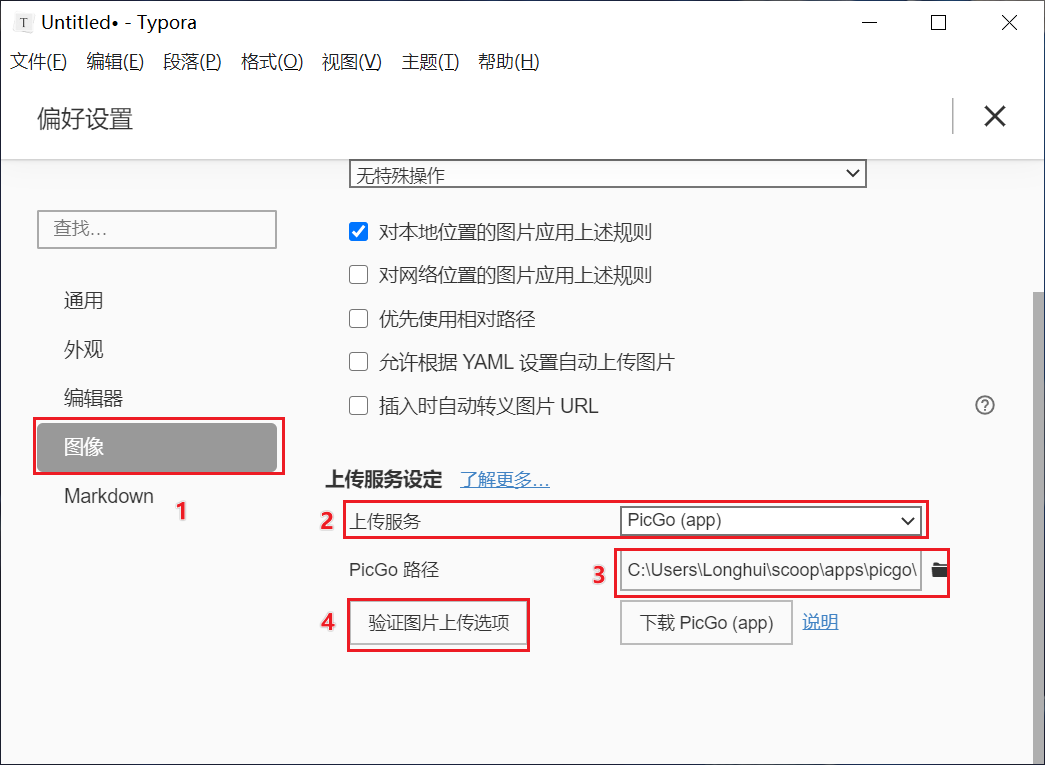 T Untitled• - Typora
文件(F) 编辑(E) 段落(P) 格式(O) 视图(V) 主题(T) 帮助(H)
偏好设置
无特殊操作
查找...
对本地位置的图片应用上述规则
对网络位置的图片应用上述规则
通用
优先使用相对路径
外观
允许根据 YAML 设置自动上传图片
编辑器
插入时自动转义图片 URL
图像
上传服务设定 了解更多...
Markdown
1
2 上传服务 PicGo (app)
PicGo 路径 3 C:\Users\Longhui\scoop\apps\picgo\
4 验证图片上传选项 下载 PicGo (app) 说明